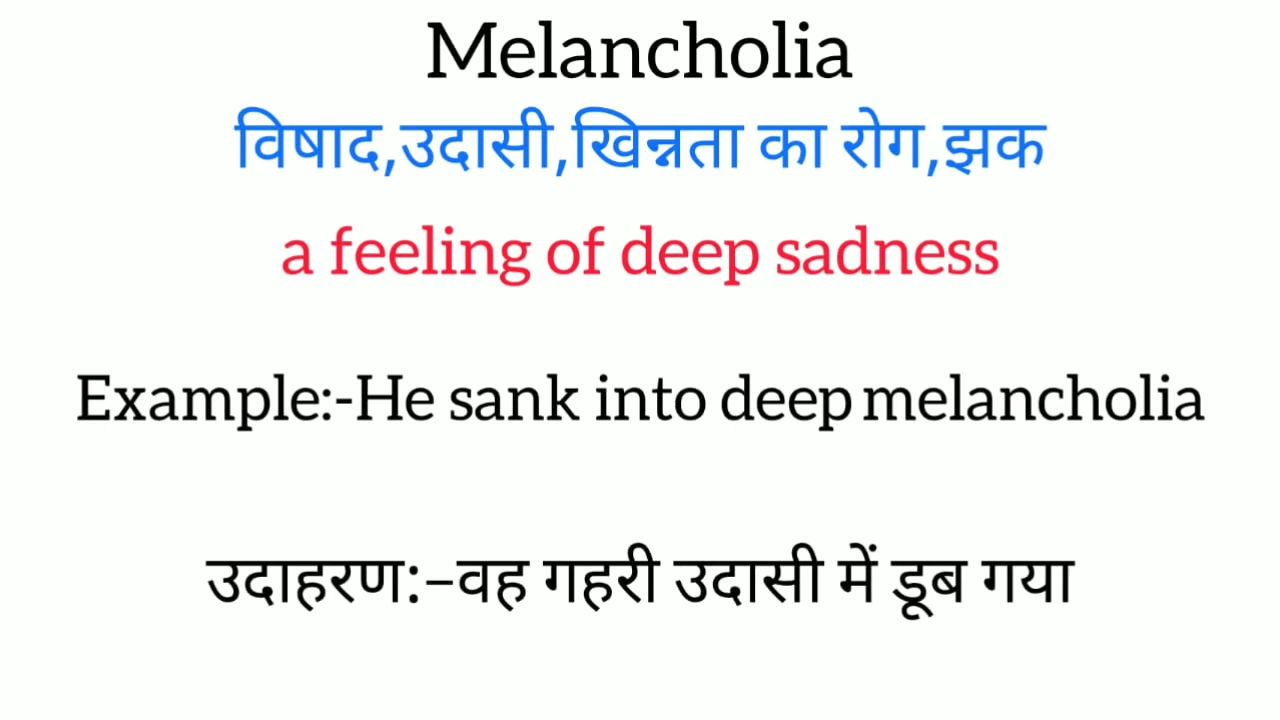 Melancholia
विषाद,उदासी,खिन्नता का रोग,झक
a feeling of deep sadness
Example:-He sank into deep melancholia
उदाहरण:–वह गहरी उदासी में डूब गया